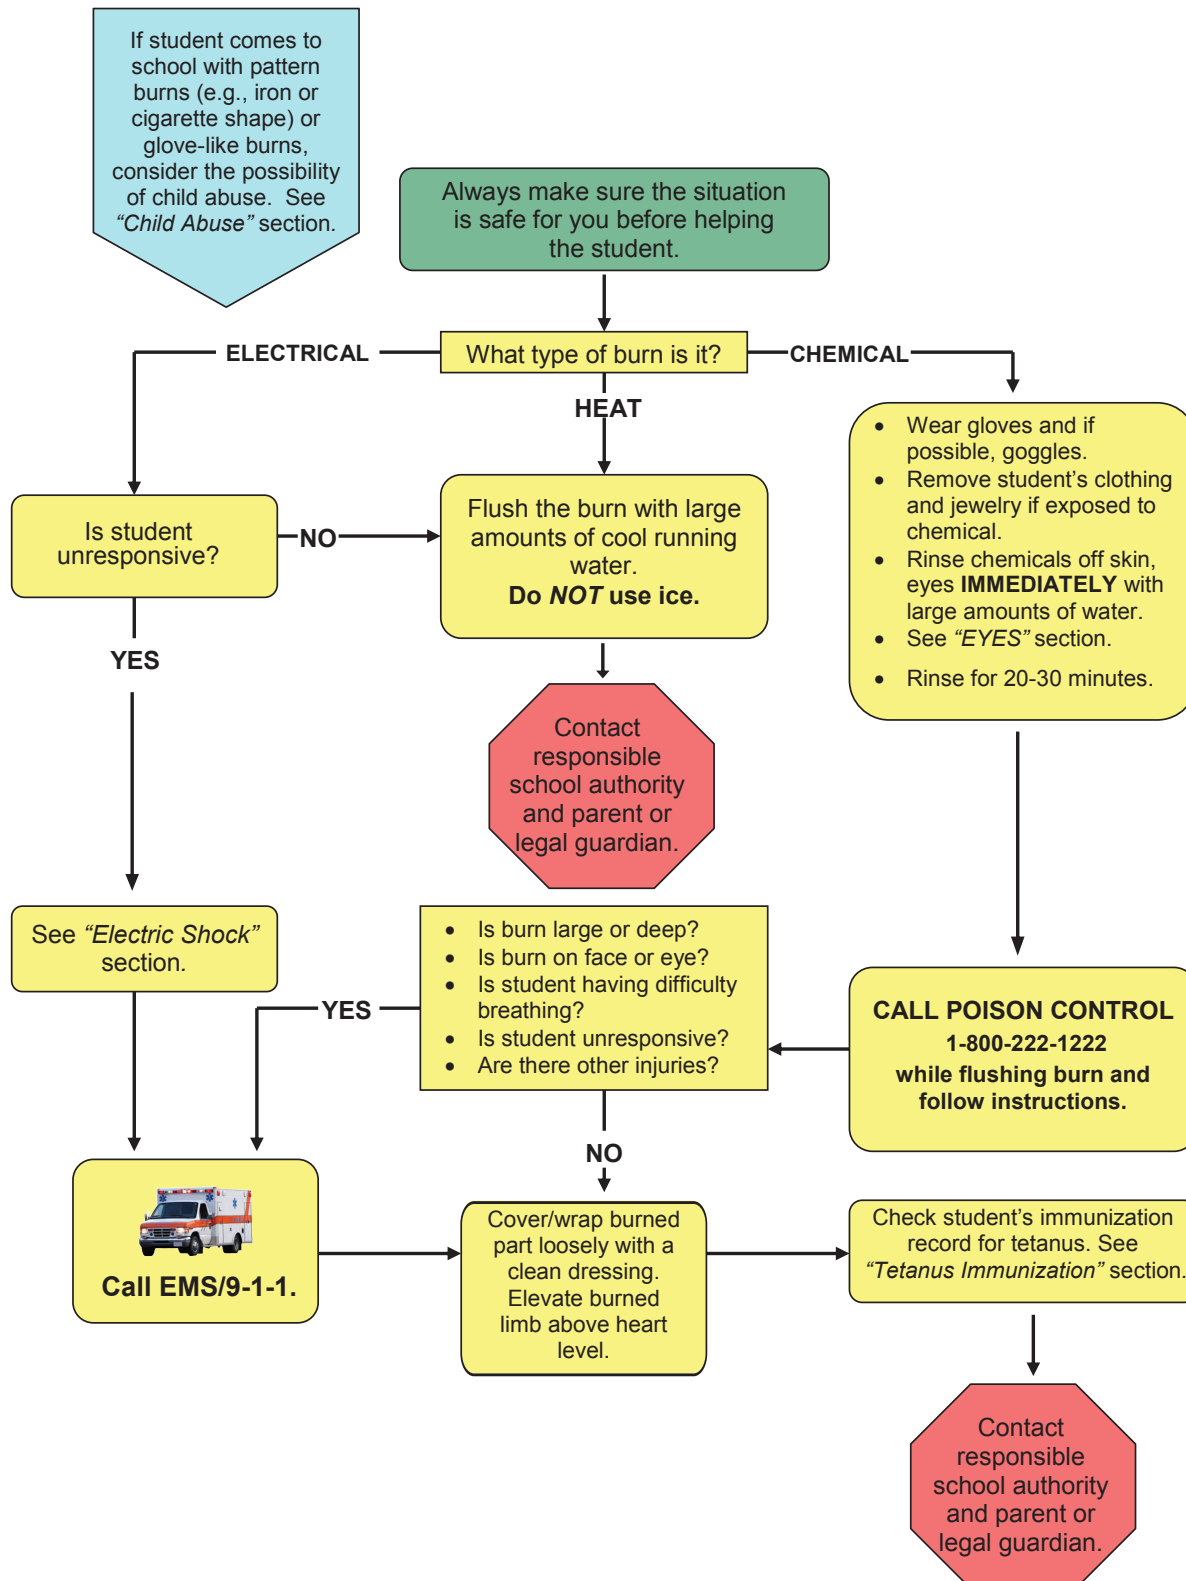 If student comes to
school with pattern
burns (e.g., iron or
cigarette shape) or
glove-like burns,
consider the possibility
of child abuse.  See
“Child Abuse” section.
Always make sure the situation
is safe for you before helping
the student.
ELECTRICAL
What type of burn is it?
CHEMICAL
HEAT
Is student
unresponsive?
NO
Flush the burn with large
amounts of cool running
water.
Do NOT use ice.
• Wear gloves and if
possible, goggles.
• Remove student’s clothing
and jewelry if exposed to
chemical.
• Rinse chemicals off skin,
eyes IMMEDIATELY with
large amounts of water.
• See “EYES” section.
• Rinse for 20-30 minutes.
YES
Contact
responsible
school authority
and parent or
legal guardian.
See “Electric Shock”
section.
YES
• Is burn large or deep?
• Is burn on face or eye?
• Is student having difficulty
breathing?
• Is student unresponsive?
• Are there other injuries?
CALL POISON CONTROL
1-800-222-1222
while flushing burn and
follow instructions.
NO
Call EMS/9-1-1.
Cover/wrap burned
part loosely with a
clean dressing.
Elevate burned
limb above heart
level.
Check student’s immunization
record for tetanus. See
“Tetanus Immunization” section.
Contact
responsible
school authority
and parent or
legal guardian.